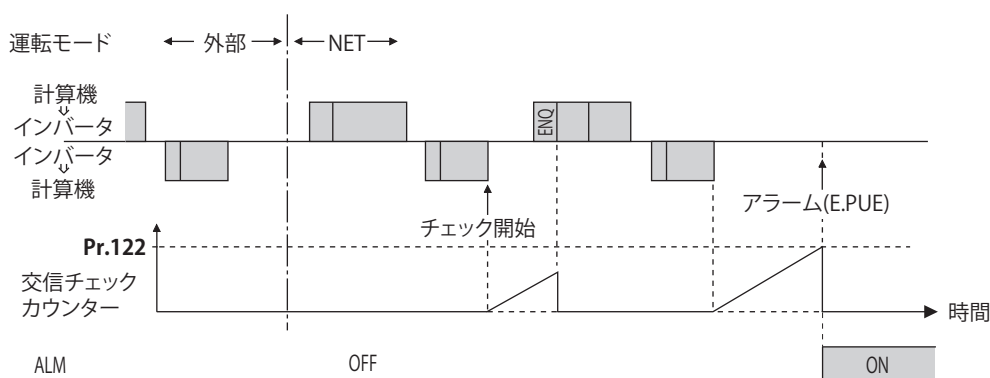 運転モード
外部
NET
計算機
インバータ
インバータ
計算機
ENQ
チェック開始
アラーム(E.PUE)
Pr.122
交信チェック
カウンター
時間
ALM
OFF
ON